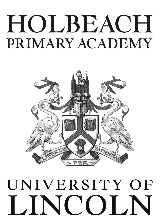 HOLBEACH
PRIMARY ACADEMY
UNIVERSITY OF
LINCOLN